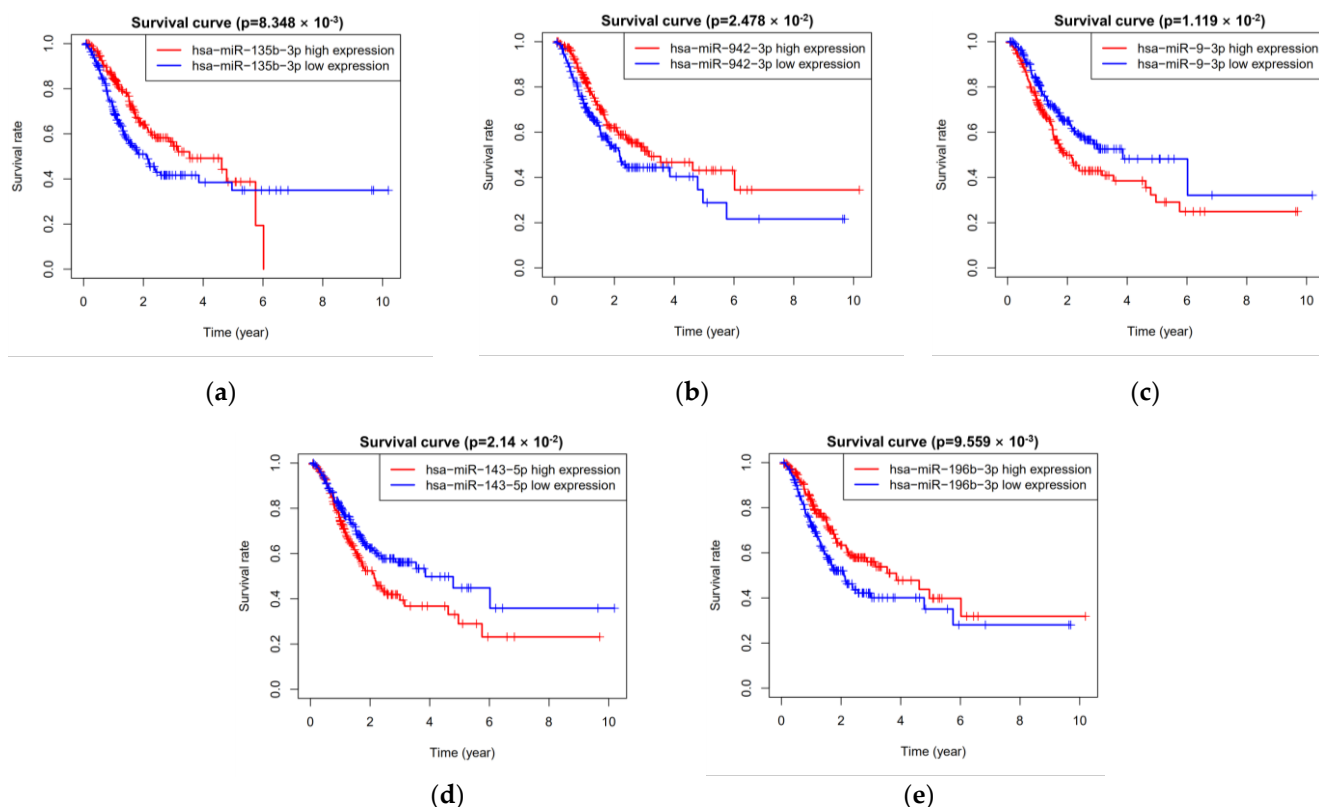 Survival curve (p=8.348 × 10-3)
hsa−miR−135b−3p high expression
hsa−miR−135b−3p low expression
Survival rate
1.0
0.8
0.6
0.4
0.2
0.0
0 2 4 6 8 10
Time (year)
(a)
Survival curve (p=2.478 × 10-2)
hsa−miR−942−3p high expression
hsa−miR−942−3p low expression
Survival rate
1.0
0.8
0.6
0.4
0.2
0.0
0 2 4 6 8 10
Time (year)
(b)
Survival curve (p=1.119 × 10-2)
hsa−miR−9−3p high expression
hsa−miR−9−3p low expression
Survival rate
1.0
0.8
0.6
0.4
0.2
0.0
0 2 4 6 8 10
Time (year)
(c)
Survival curve (p=2.14 × 10-2)
hsa−miR−143−5p high expression
hsa−miR−143−5p low expression
Survival rate
1.0
0.8
0.6
0.4
0.2
0.0
0 2 4 6 8 10
Time (year)
(d)
Survival curve (p=9.559 × 10-3)
hsa−miR−196b−3p high expression
hsa−miR−196b−3p low expression
Survival rate
1.0
0.8
0.6
0.4
0.2
0.0
0 2 4 6 8 10
Time (year)
(e)